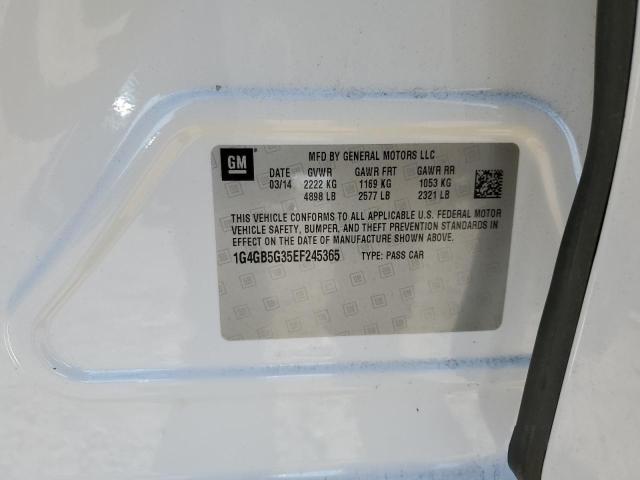 GM MFD BY GENERAL MOTORS LLC
DATE GVWR GAWR FRT GAWR RR
03/14 2222 KG 1169 KG 1053 KG
4898 LB 2577 LB 2321 LB
THIS VEHICLE CONFORMS TO ALL APPLICABLE U.S. FEDERAL MOTOR
VEHICLE SAFETY, BUMPER, AND THEFT PREVENTION STANDARDS IN
EFFECT ON THE DATE OF MANUFACTURE SHOWN ABOVE.
1G4GB5G35EF245365 TYPE: PASS CAR